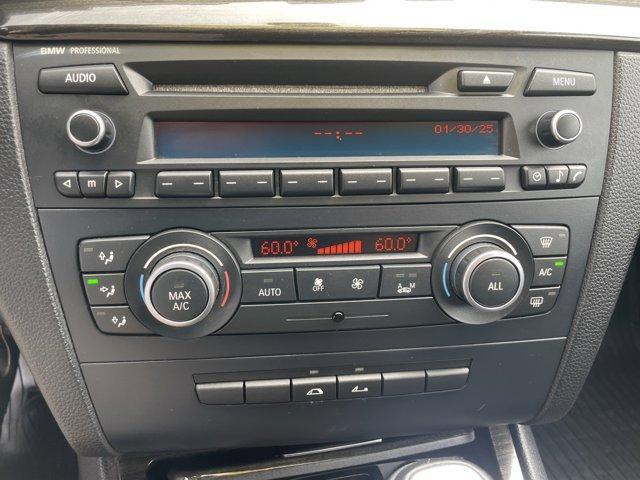 BMW PROFESSIONAL
AUDIO
MENU
--:--
01/30/25
m
60.0° 60.0°
MAX A/C
AUTO
OFF
A M
ALL
A/C